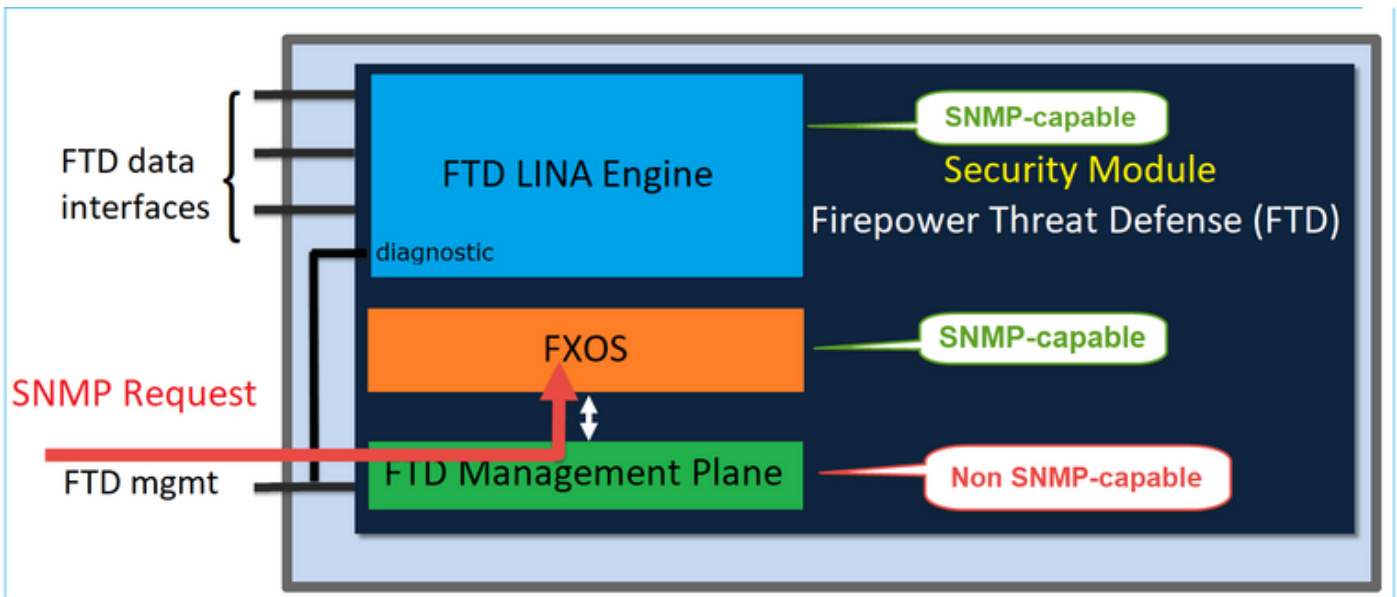 SNMP-capable
FTD data
interfaces
FTD LINA Engine
Security Module
Firepower Threat Defense (FTD)
diagnostic
FXOS
SNMP-capable
SNMP Request
FTD mgmt
FTD Management Plane
Non SNMP-capable